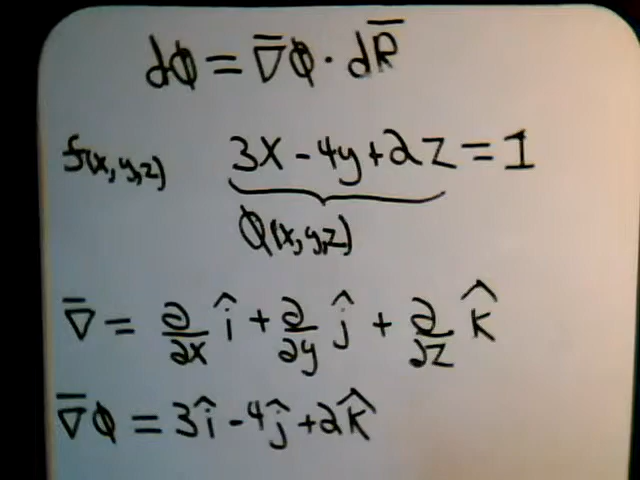 dϕ = ∇̅ϕ · dR̅
f(x,y,z) 3x - 4y + 2z = 1
ϕ(x,y,z)
∇̅ = ∂/∂x î + ∂/∂y ĵ + ∂/∂z k̂
∇̅ϕ = 3î - 4ĵ + 2k̂